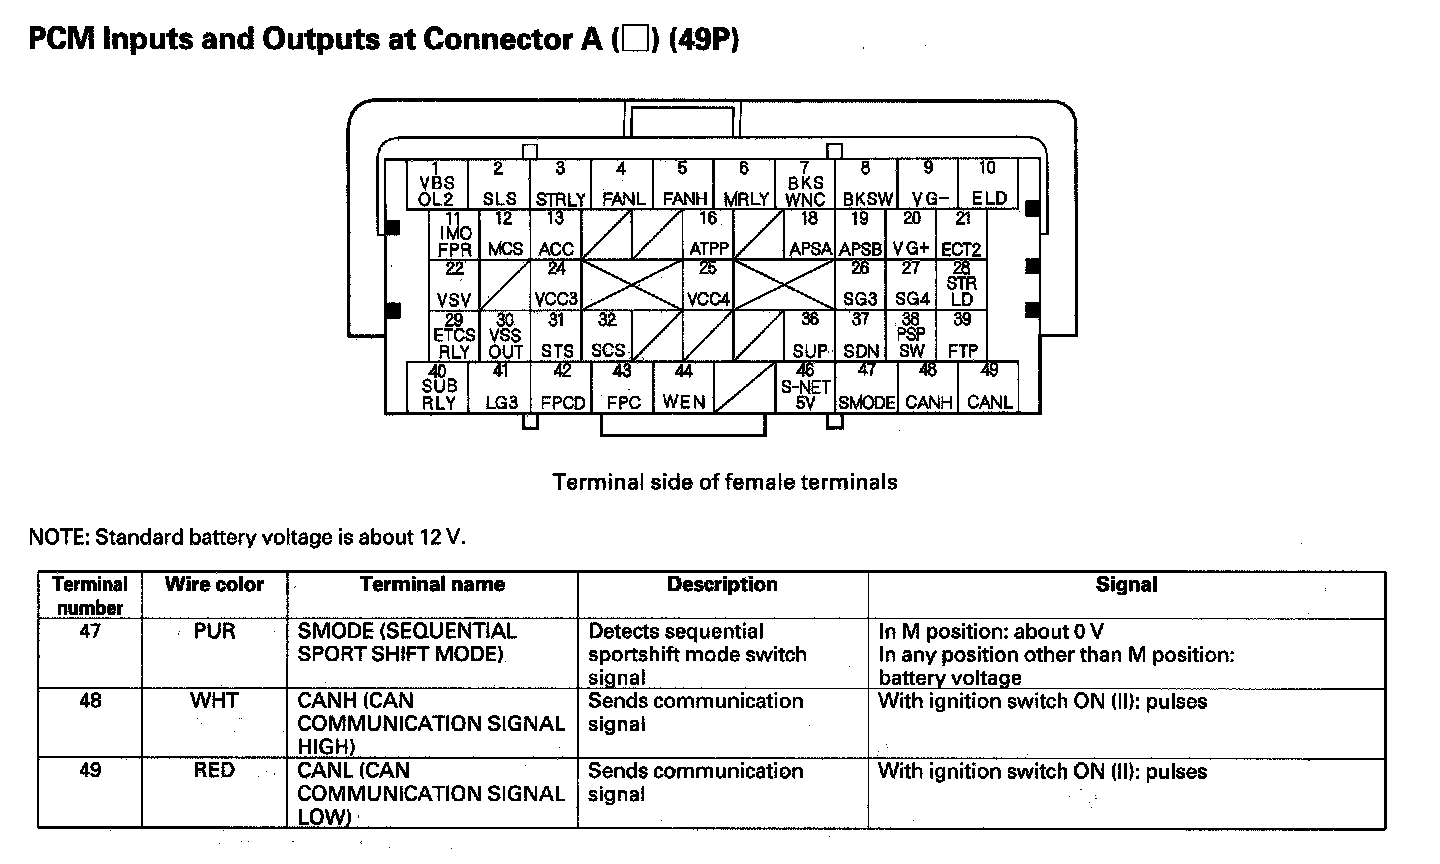 PCM Inputs and Outputs at Connector A (□) (49P)
1 2 3 4 5 6 7 8 9 10
VBS OL2 SLS STRLY FANL FANH MRLY BKS WNC BKSW VG− ELD
11 12 13 16 18 19 20 21
IMO FPR MCS ACC ATPP APSA APSB VG+ ECT2
22 24 25 26 27 28
VSV VCC3 VCC4 SG3 SG4 STR LD
29 30 31 32 36 37 38 39
ETCS RLY VSS OUT STS SCS SUP SDN PSP SW FTP
40 41 42 43 44 46 47 48 49
SUB RLY LG3 FPCD FPC WEN S-NET 5V SMODE CANH CANL
Terminal side of female terminals
NOTE: Standard battery voltage is about 12 V.
Terminal number Wire color Terminal name Description Signal
47 PUR SMODE (SEQUENTIAL SPORT SHIFT MODE) Detects sequential sportshift mode switch signal In M position: about 0 V In any position other than M position: battery voltage
48 WHT CANH (CAN COMMUNICATION SIGNAL HIGH) Sends communication signal With ignition switch ON (II): pulses
49 RED CANL (CAN COMMUNICATION SIGNAL LOW) Sends communication signal With ignition switch ON (II): pulses